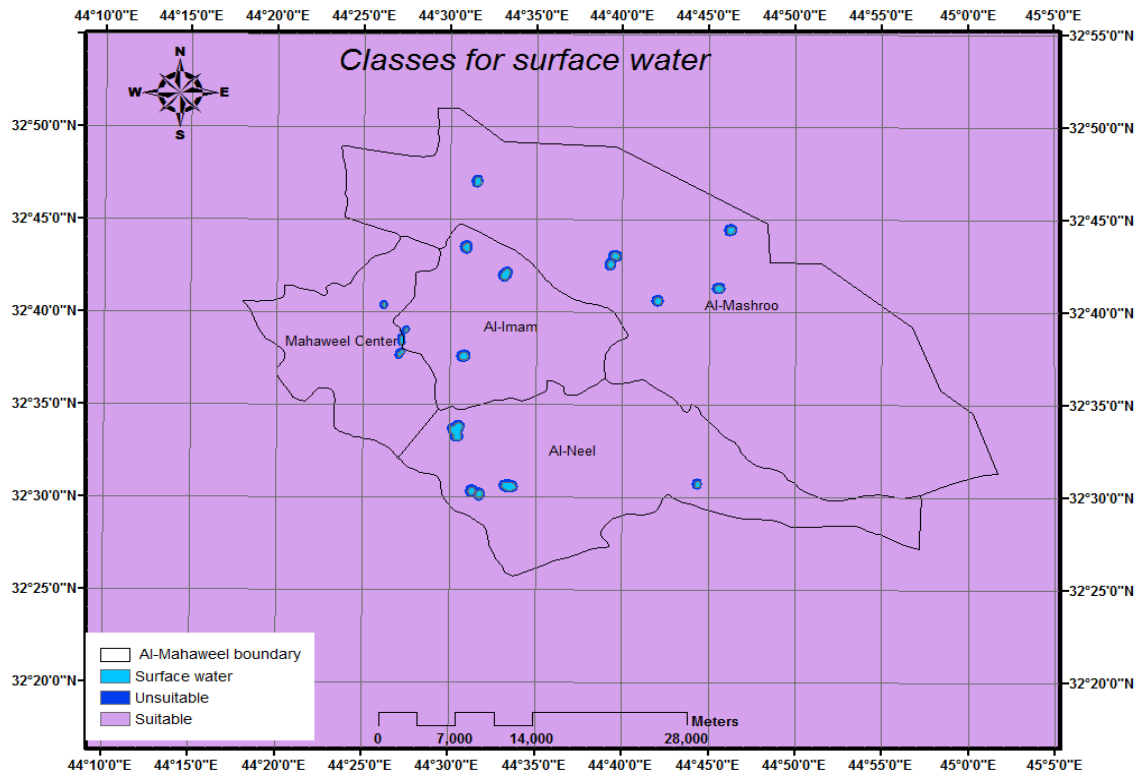 44°10'0"E 44°15'0"E 44°20'0"E 44°25'0"E 44°30'0"E 44°35'0"E 44°40'0"E 44°45'0"E 44°50'0"E 44°55'0"E 45°0'0"E 45°5'0"E
Classes for surface water
N
W E
S
32°55'0"N
32°50'0"N 32°50'0"N
32°45'0"N 32°45'0"N
32°40'0"N 32°40'0"N
32°35'0"N 32°35'0"N
32°30'0"N 32°30'0"N
32°25'0"N 32°25'0"N
32°20'0"N 32°20'0"N
Al-Mashroo
Al-Imam
Mahaweel Center
Al-Neel
Al-Mahaweel boundary
Surface water
Unsuitable
Suitable
Meters
0 7,000 14,000 28,000
44°10'0"E 44°15'0"E 44°20'0"E 44°25'0"E 44°30'0"E 44°35'0"E 44°40'0"E 44°45'0"E 44°50'0"E 44°55'0"E 45°0'0"E